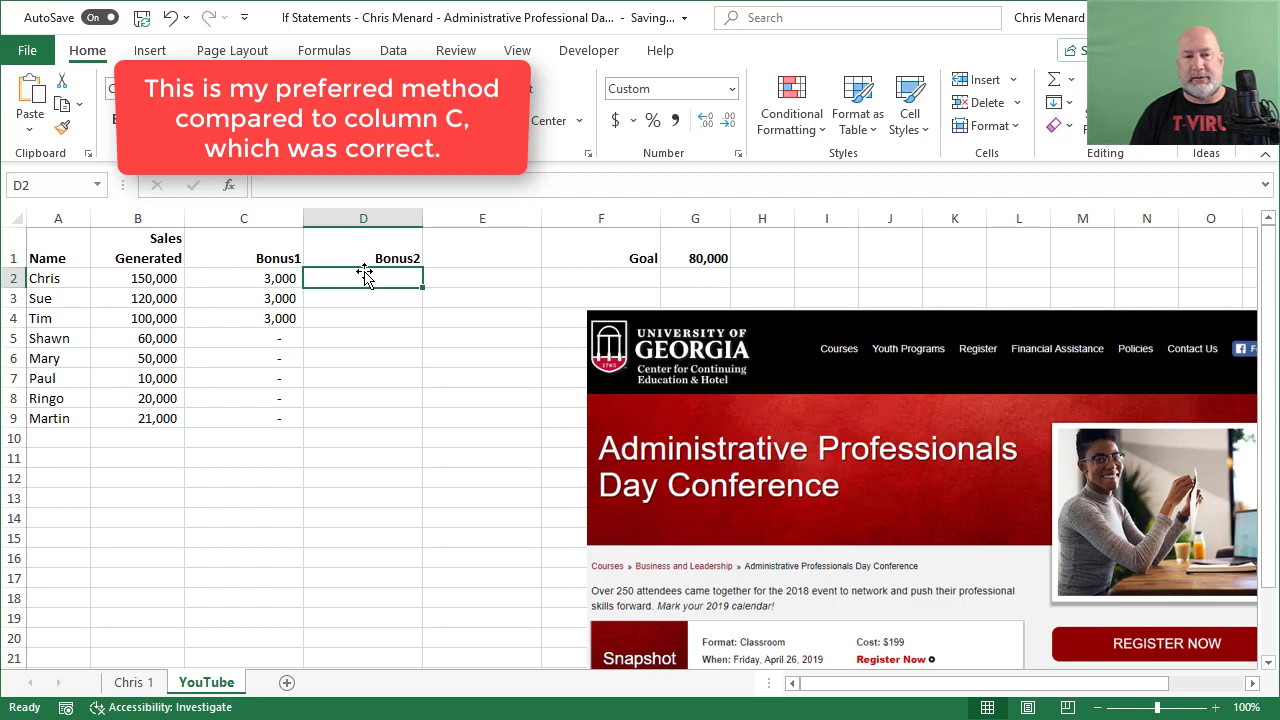 AutoSave On
If Statements - Chris Menard - Administrative Professional Da... - Saving...
Search
Chris Menard
File Home Insert Page Layout Formulas Data Review View Developer Help
This is my preferred method
compared to column C,
which was correct.
Paste
Clipboard
Center
Custom
$ % ,
Number
Conditional
Formatting
Format as
Table
Cell
Styles
Styles
Insert
Delete
Format
Cells
Editing
Ideas
D2
fx
A B C D E F G H I J K L M N O
Sales
1 Name Generated Bonus1 Bonus2 Goal 80,000
2 Chris 150,000 3,000
3 Sue 120,000 3,000
4 Tim 100,000 3,000
5 Shawn 60,000 -
6 Mary 50,000 -
7 Paul 10,000 -
8 Ringo 20,000 -
9 Martin 21,000 -
10
11
12
13
14
15
16
17
18
19
20
21
1785
UNIVERSITY OF
GEORGIA
Center for Continuing
Education & Hotel
Courses Youth Programs Register Financial Assistance Policies Contact Us
Administrative Professionals
Day Conference
Courses » Business and Leadership » Administrative Professionals Day Conference
Over 250 attendees came together for the 2018 event to network and push their professional
skills forward. Mark your 2019 calendar!
Snapshot
Format: Classroom
Cost: $199
When: Friday, April 26, 2019
Register Now
REGISTER NOW
T-VIRU
Chris 1 YouTube
Ready
Accessibility: Investigate
100%